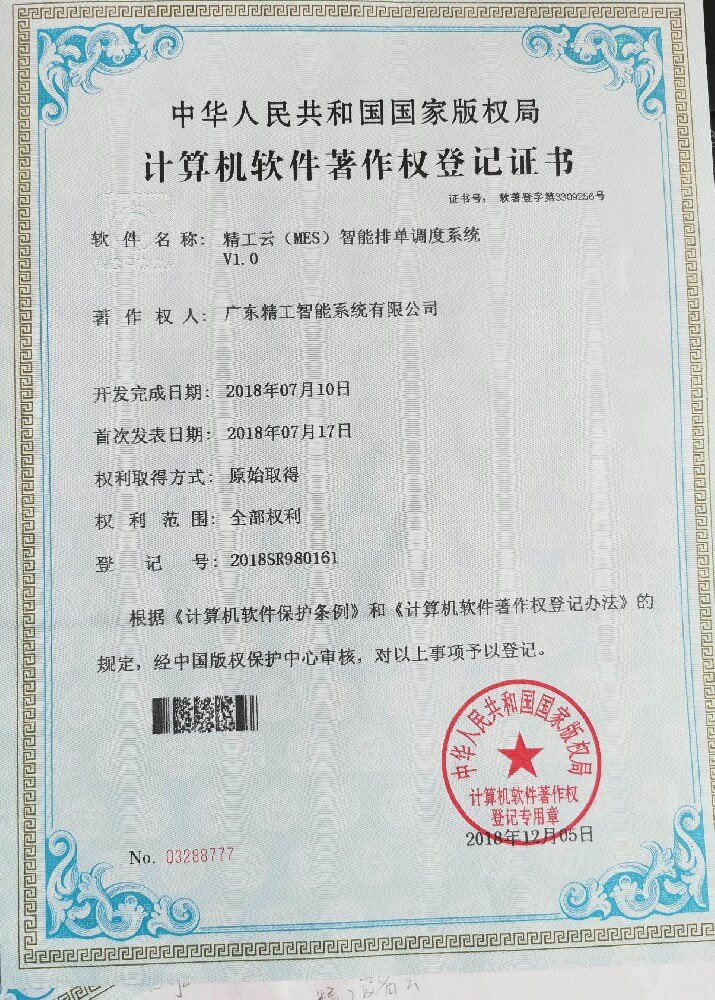 中华人民共和国国家版权局
计算机软件著作权登记证书
证书号： 软著登字第3309256号
软件名称： 精工云（MES）智能排单调度系统
V1.0
著作权人： 广东精工智能系统有限公司
开发完成日期： 2018年07月10日
首次发表日期： 2018年07月17日
权利取得方式： 原始取得
权利范围： 全部权利
登记号： 2018SR980161
根据《计算机软件保护条例》和《计算机软件著作权登记办法》的
规定，经中国版权保护中心审核，对以上事项予以登记。
中华人民共和国国家版权局
计算机软件著作权
登记专用章
2018年12月05日
No. 03288777